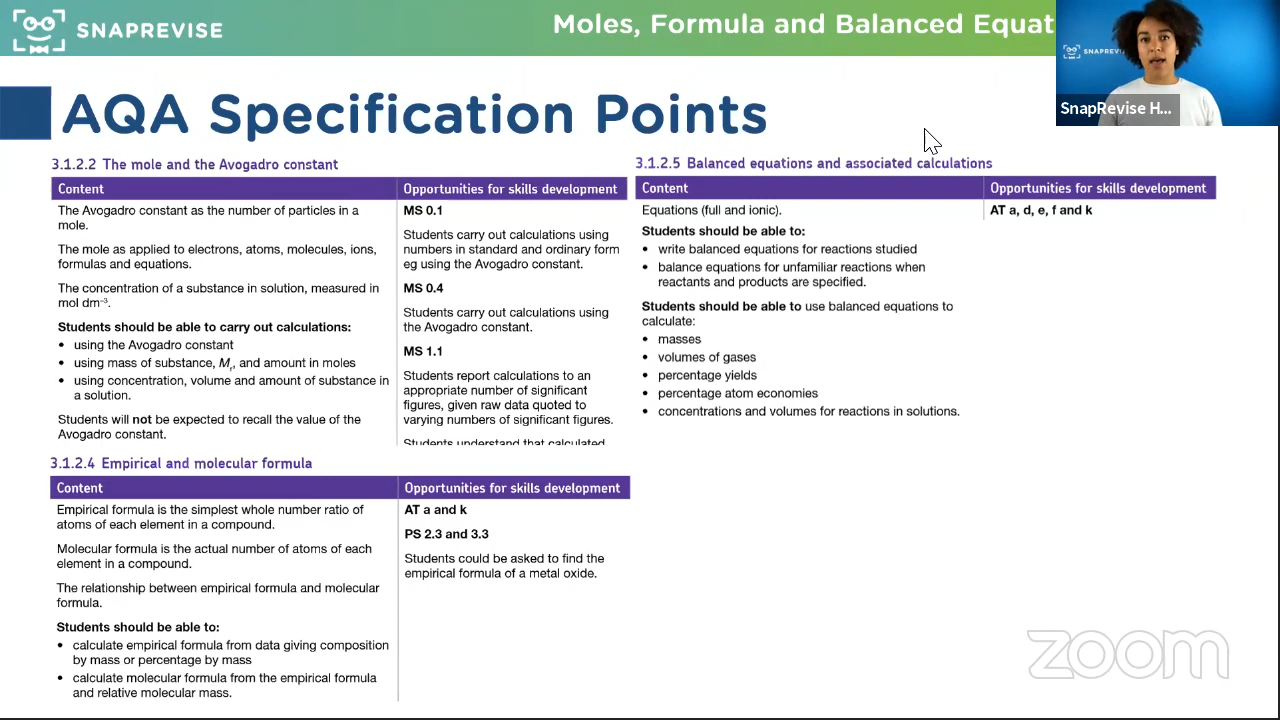 SNAPREVISE
Moles, Formula and Balanced Equat
SNAPREVISE
SnapRevise H...
AQA Specification Points
3.1.2.2 The mole and the Avogadro constant
Content
Opportunities for skills development
The Avogadro constant as the number of particles in a
mole.
The mole as applied to electrons, atoms, molecules, ions,
formulas and equations.
The concentration of a substance in solution, measured in
mol dm⁻³.
Students should be able to carry out calculations:
• using the Avogadro constant
• using mass of substance, Mᵣ, and amount in moles
• using concentration, volume and amount of substance in
a solution.
Students will not be expected to recall the value of the
Avogadro constant.
MS 0.1
Students carry out calculations using
numbers in standard and ordinary form
eg using the Avogadro constant.
MS 0.4
Students carry out calculations using
the Avogadro constant.
MS 1.1
Students report calculations to an
appropriate number of significant
figures, given raw data quoted to
varying numbers of significant figures.
Students understand that calculated
3.1.2.4 Empirical and molecular formula
Content
Opportunities for skills development
Empirical formula is the simplest whole number ratio of
atoms of each element in a compound.
Molecular formula is the actual number of atoms of each
element in a compound.
The relationship between empirical formula and molecular
formula.
Students should be able to:
• calculate empirical formula from data giving composition
by mass or percentage by mass
• calculate molecular formula from the empirical formula
and relative molecular mass.
AT a and k
PS 2.3 and 3.3
Students could be asked to find the
empirical formula of a metal oxide.
3.1.2.5 Balanced equations and associated calculations
Content
Opportunities for skills development
Equations (full and ionic).
Students should be able to:
• write balanced equations for reactions studied
• balance equations for unfamiliar reactions when
reactants and products are specified.
Students should be able to use balanced equations to
calculate:
• masses
• volumes of gases
• percentage yields
• percentage atom economies
• concentrations and volumes for reactions in solutions.
AT a, d, e, f and k
zoom